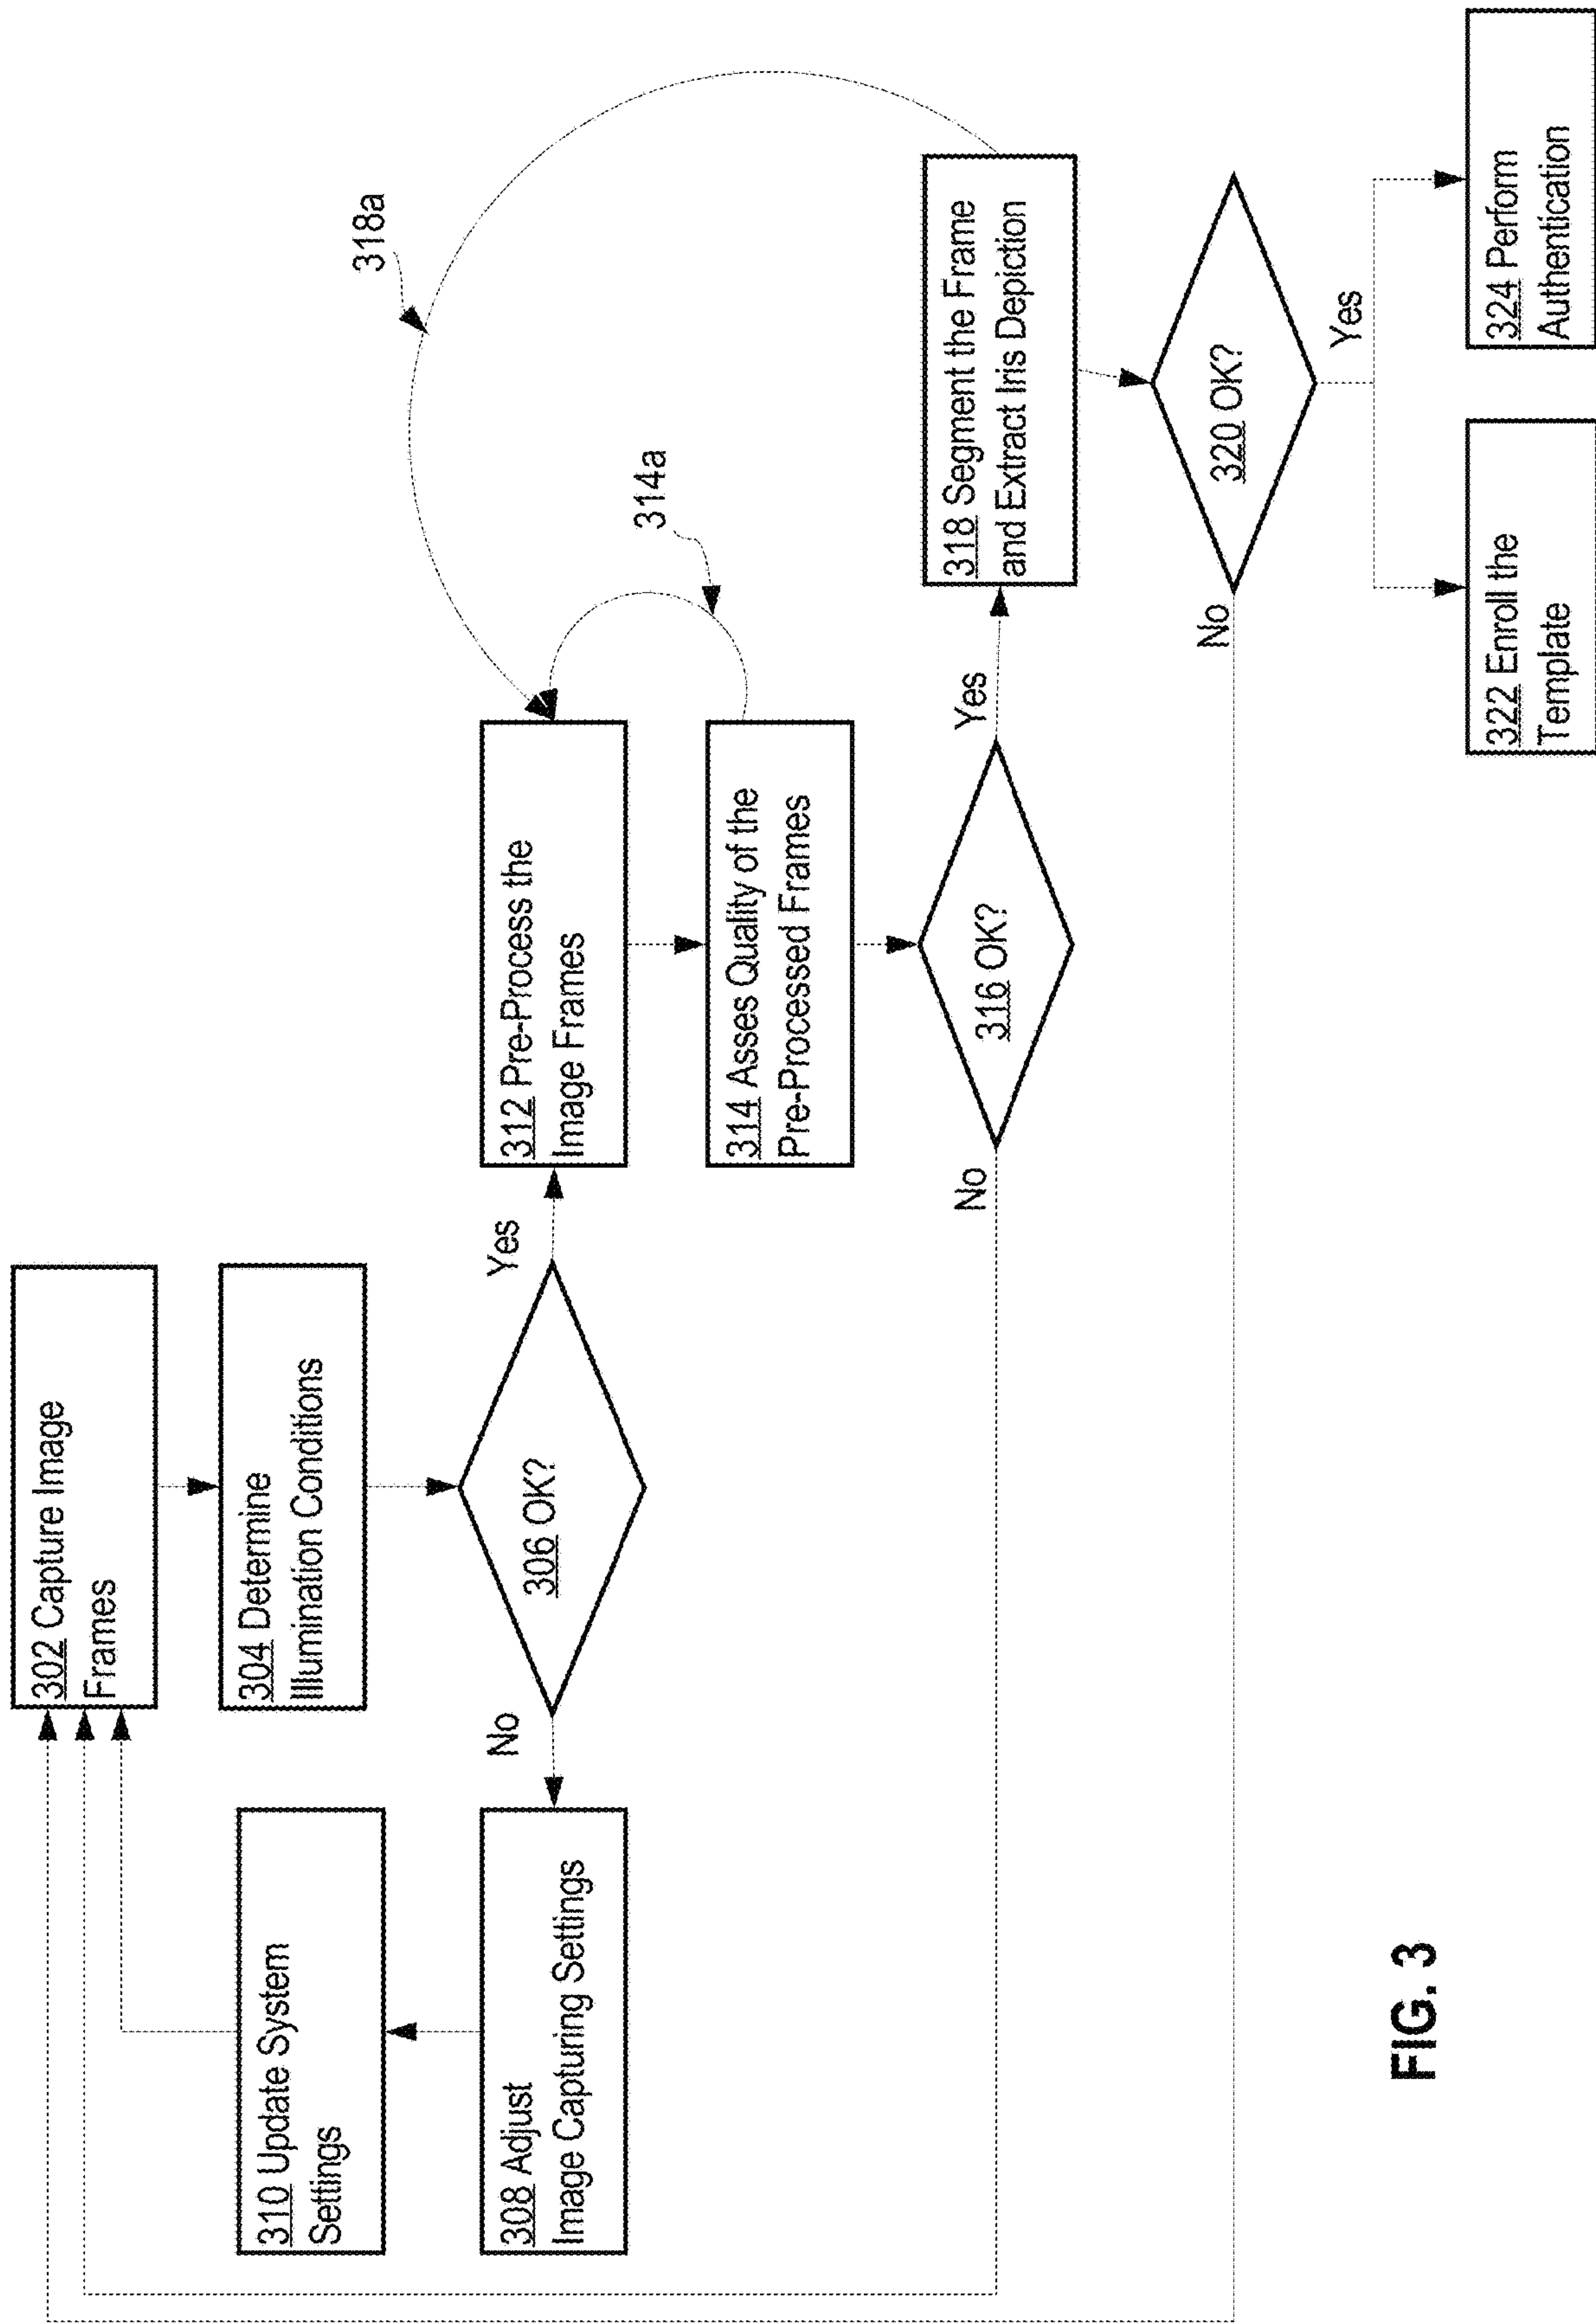 302 Capture Image
Frames
304 Determine
Illumination Conditions
306 OK?
Yes
No
310 Update System
Settings
308 Adjust
Image Capturing Settings
312 Pre-Process the
Image Frames
314 Asses Quality of the
Pre-Processed Frames
314a
318a
316 OK?
Yes
No
318 Segment the Frame
and Extract Iris Depiction
320 OK?
No
Yes
322 Enroll the
Template
324 Perform
Authentication
FIG. 3